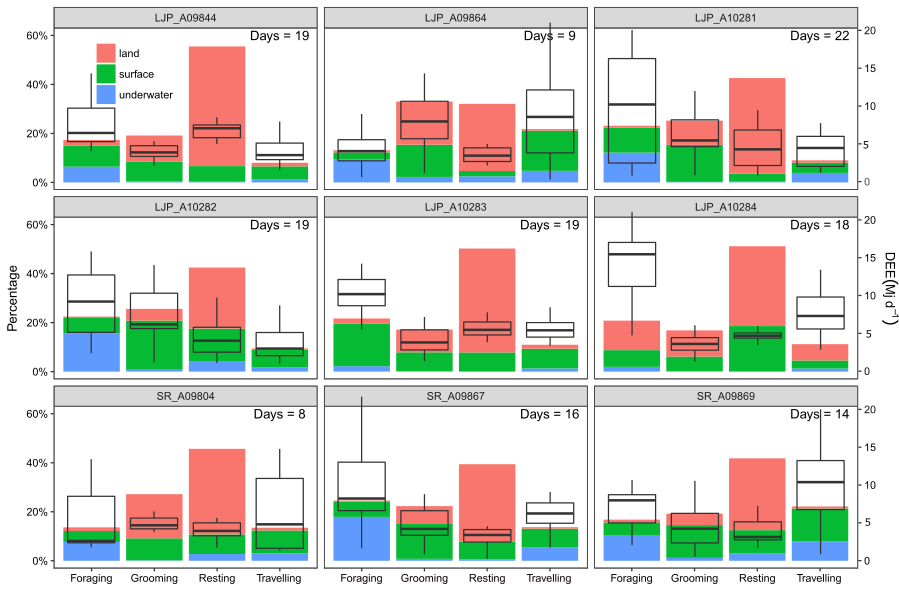 LJP_A09844 LJP_A09864 LJP_A10281
Days = 19 Days = 9 Days = 22
land
surface
underwater
60%
40%
20%
0%
20
15
10
5
0
LJP_A10282 LJP_A10283 LJP_A10284
Days = 19 Days = 19 Days = 18
60%
40%
20%
0%
20
15
10
5
0
Percentage
DEE(Mj d⁻¹)
SR_A09804 SR_A09867 SR_A09869
Days = 8 Days = 16 Days = 14
60%
40%
20%
0%
20
15
10
5
0
Foraging Grooming Resting Travelling Foraging Grooming Resting Travelling Foraging Grooming Resting Travelling